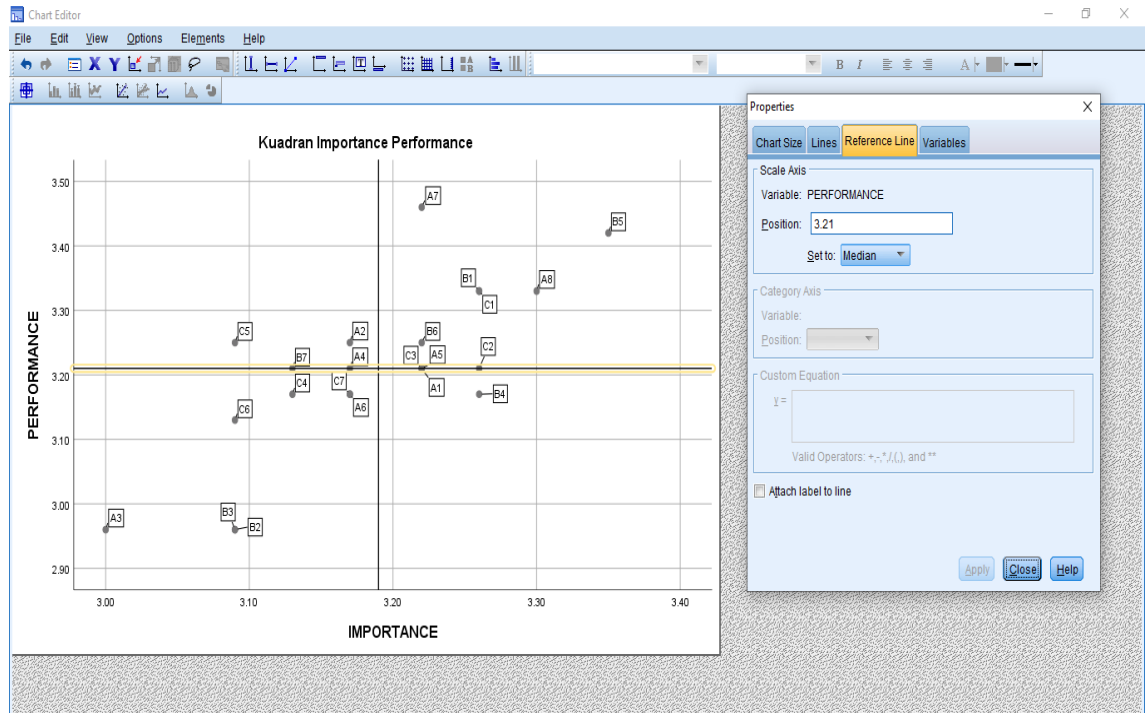 Chart Editor
File Edit View Options Elements Help
X Y
B I A
Kuadran Importance Performance
PERFORMANCE
3.50
3.40
3.30
3.20
3.10
3.00
2.90
A7
B5
B1 A8
C1
C5 A2 B6
B7 A4 C3 A5 C2
C4 C7 A1 B4
C6 A6
A3 B3
B2
3.00 3.10 3.20 3.30 3.40
IMPORTANCE
Properties
Chart Size Lines Reference Line Variables
Scale Axis
Variable: PERFORMANCE
Position: 3.21
Set to: Median
Category Axis
Variable:
Position:
Custom Equation
y =
Valid Operators: +,-,*,/,(,), and **
Attach label to line
Apply Close Help